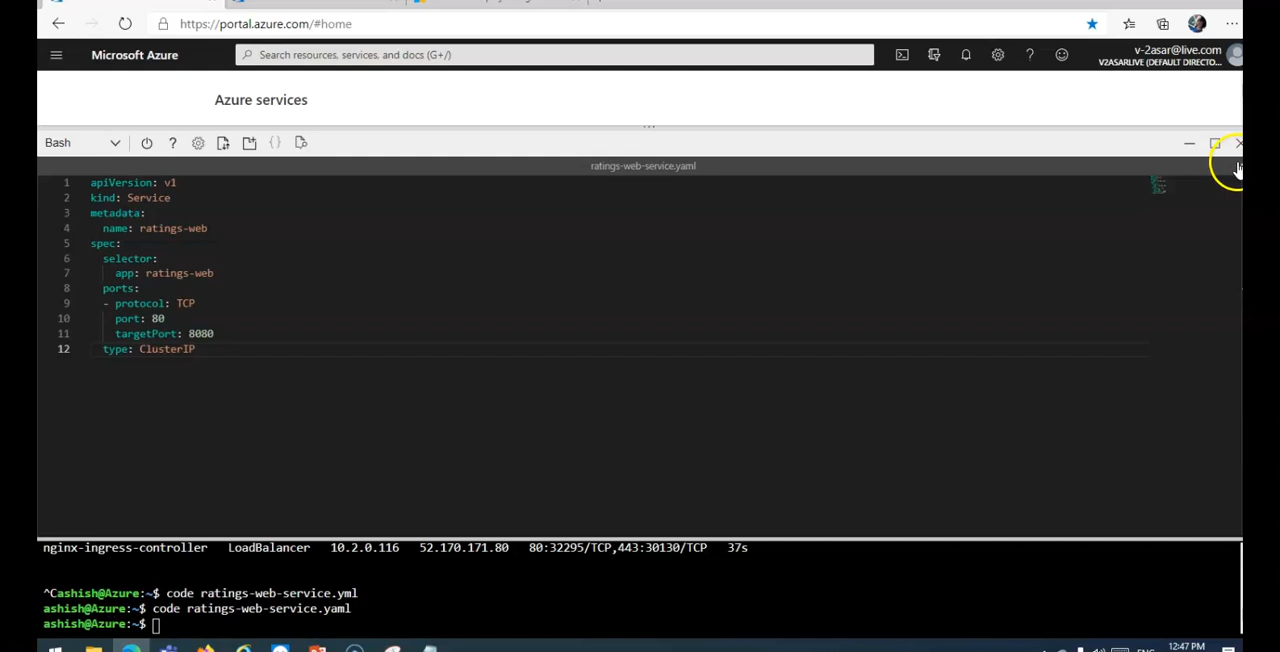 https://portal.azure.com/#home
Microsoft Azure
Search resources, services, and docs (G+/)
v-2asar@live.com
V2ASARLIVE (DEFAULT DIRECTO...
Azure services
Bash
ratings-web-service.yaml
1 apiVersion: v1
2 kind: Service
3 metadata:
4 name: ratings-web
5 spec:
6 selector:
7 app: ratings-web
8 ports:
9 - protocol: TCP
10 port: 80
11 targetPort: 8080
12 type: ClusterIP
nginx-ingress-controller LoadBalancer 10.2.0.116 52.170.171.80 80:32295/TCP,443:30130/TCP 37s
^Cashish@Azure:~$ code ratings-web-service.yml
ashish@Azure:~$ code ratings-web-service.yaml
ashish@Azure:~$
12:47 PM